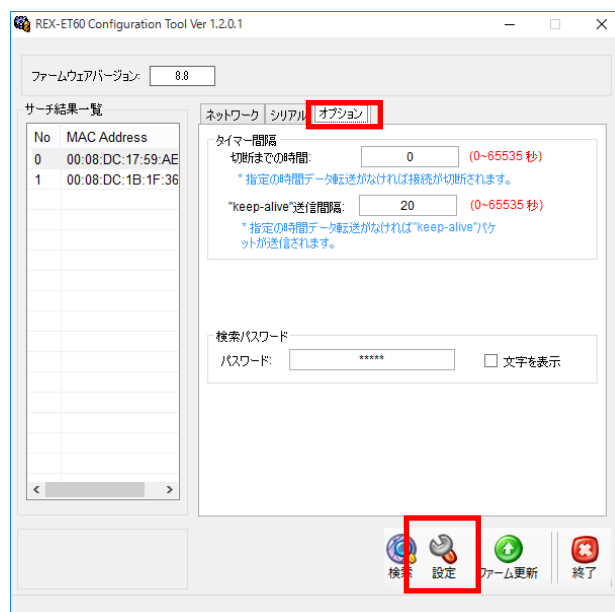 REX-ET60 Configuration Tool Ver 1.2.0.1
ファームウェアバージョン: 8.8
サーチ結果一覧
No MAC Address
0 00:08:DC:17:59:AE
1 00:08:DC:1B:1F:36
ネットワーク シリアル オプション
タイマー間隔
切断までの時間: 0 (0~65535 秒)
* 指定の時間データ転送がなければ接続が切断されます。
"keep-alive"送信間隔: 20 (0~65535 秒)
* 指定の時間データ転送がなければ"keep-alive"パケ
ットが送信されます。
検索パスワード
パスワード: ***** 文字を表示
検索 設定 ファーム更新 終了